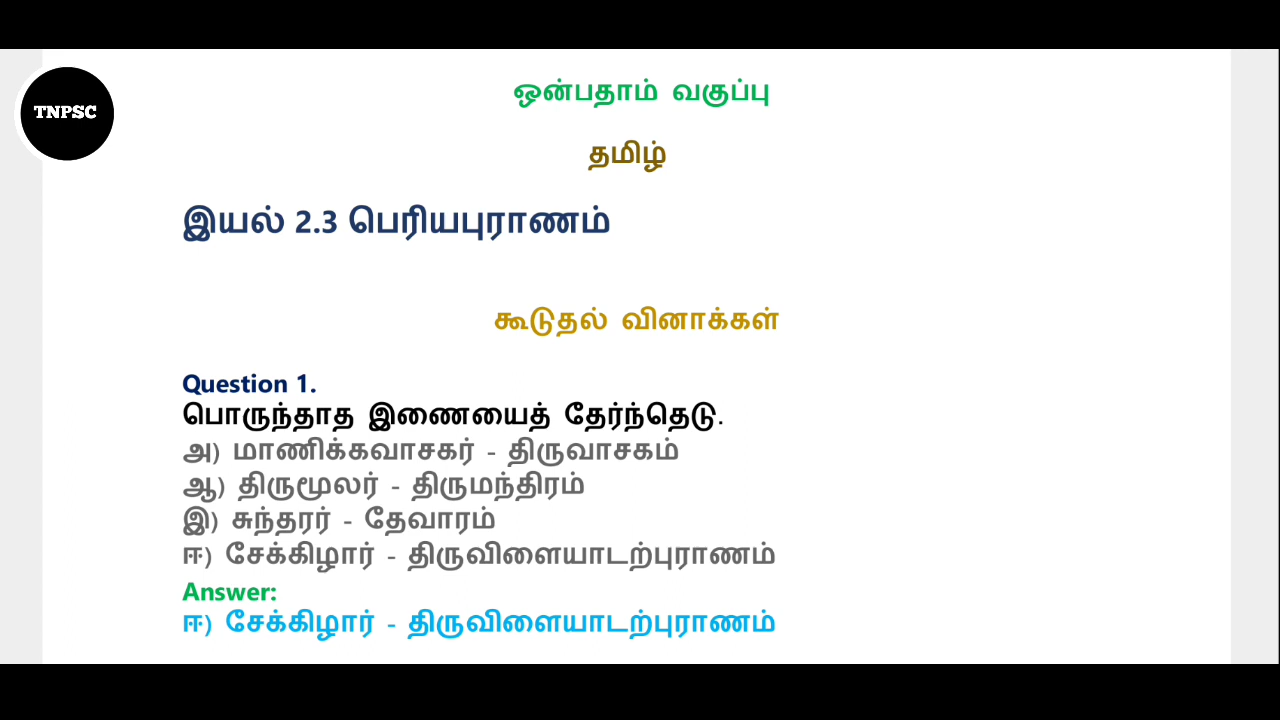 TNPSC
ஒன்பதாம் வகுப்பு
தமிழ்
இயல் 2.3 பெரியபுராணம்
கூடுதல் வினாக்கள்
Question 1.
பொருந்தாத இணையைத் தேர்ந்தெடு.
அ) மாணிக்கவாசகர் - திருவாசகம்
ஆ) திருமூலர் - திருமந்திரம்
இ) சுந்தரர் - தேவாரம்
ஈ) சேக்கிழார் - திருவிளையாடற்புராணம்
Answer:
ஈ) சேக்கிழார் - திருவிளையாடற்புராணம்